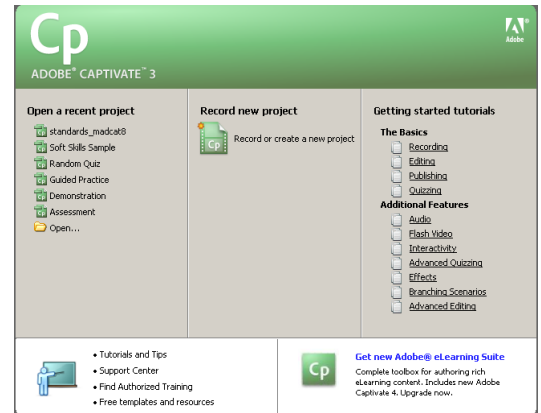 Cp
Adobe
ADOBE® CAPTIVATE™ 3
Open a recent project
standards_madcat8
Soft Skills Sample
Random Quiz
Guided Practice
Demonstration
Assessment
Open...
Record new project
Cp
Record or create a new project
Getting started tutorials
The Basics
Recording
Editing
Publishing
Quizzing
Additional Features
Audio
Flash Video
Interactivity
Advanced Quizzing
Effects
Branching Scenarios
Advanced Editing
• Tutorials and Tips
• Support Center
• Find Authorized Training
• Free templates and resources
Cp
Get new Adobe® eLearning Suite
Complete toolbox for authoring rich
eLearning content. Includes new Adobe
Captivate 4. Upgrade now.